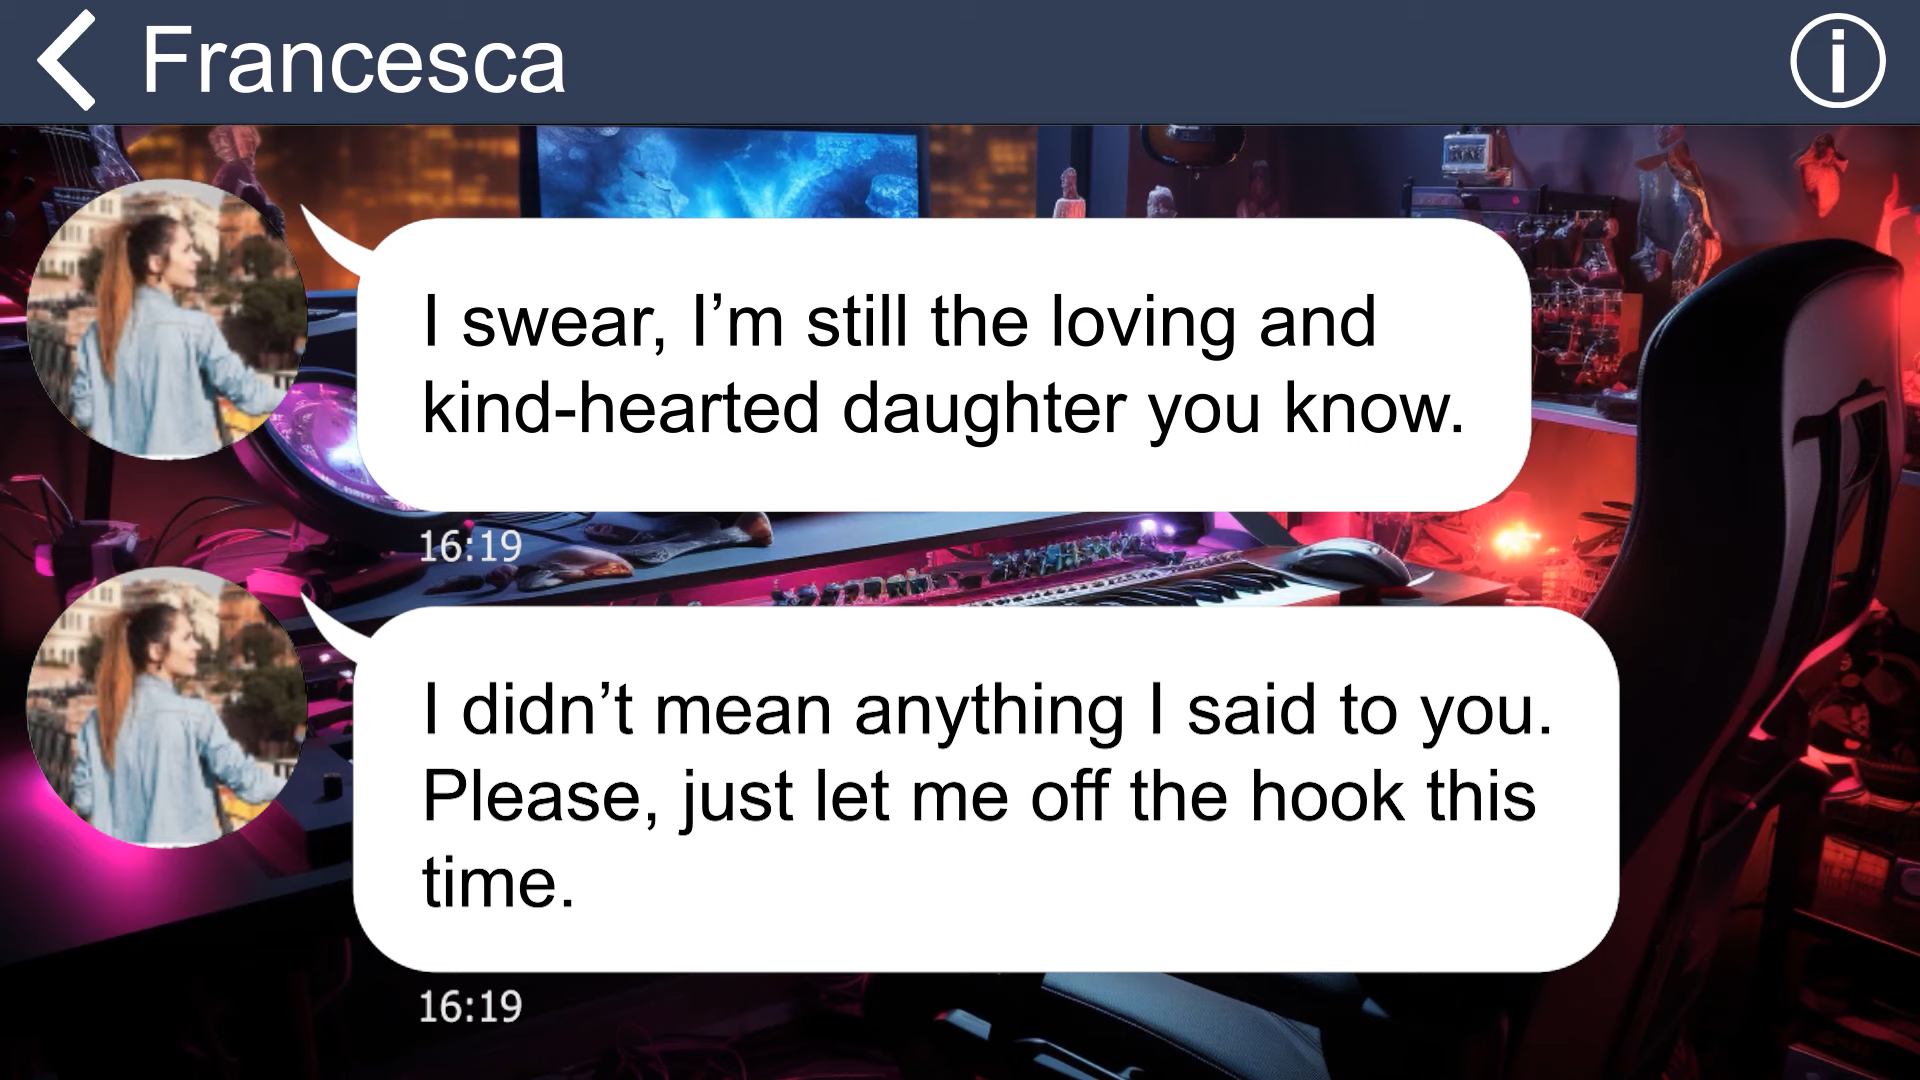 Francesca
I swear, I’m still the loving and
kind-hearted daughter you know.
16:19
I didn’t mean anything I said to you.
Please, just let me off the hook this
time.
16:19